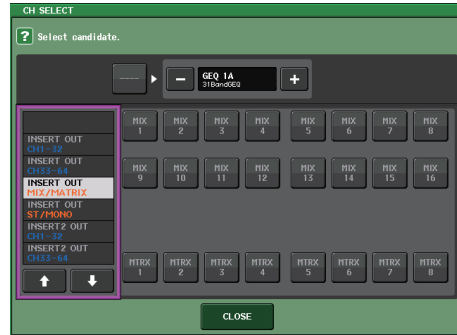 CH SELECT
? Select candidate.
GEQ 1A
31BandGEQ
INSERT OUT
CH1-32
INSERT OUT
CH33-64
INSERT OUT
MIX/MATRIX
INSERT OUT
ST/MONO
INSERT2 OUT
CH1-32
INSERT2 OUT
CH33-64
MIX 1 MIX 2 MIX 3 MIX 4 MIX 5 MIX 6 MIX 7 MIX 8
MIX 9 MIX 10 MIX 11 MIX 12 MIX 13 MIX 14 MIX 15 MIX 16
MTRX 1 MTRX 2 MTRX 3 MTRX 4 MTRX 5 MTRX 6 MTRX 7 MTRX 8
CLOSE